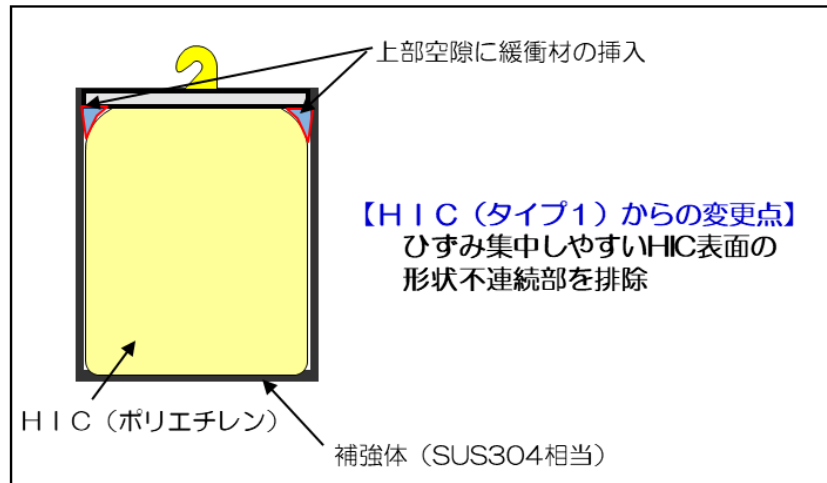 上部空隙に緩衝材の挿入
【ＨＩＣ（タイプ１）からの変更点】
ひずみ集中しやすいHIC表面の
形状不連続部を排除
ＨＩＣ（ポリエチレン）
補強体（SUS304相当）